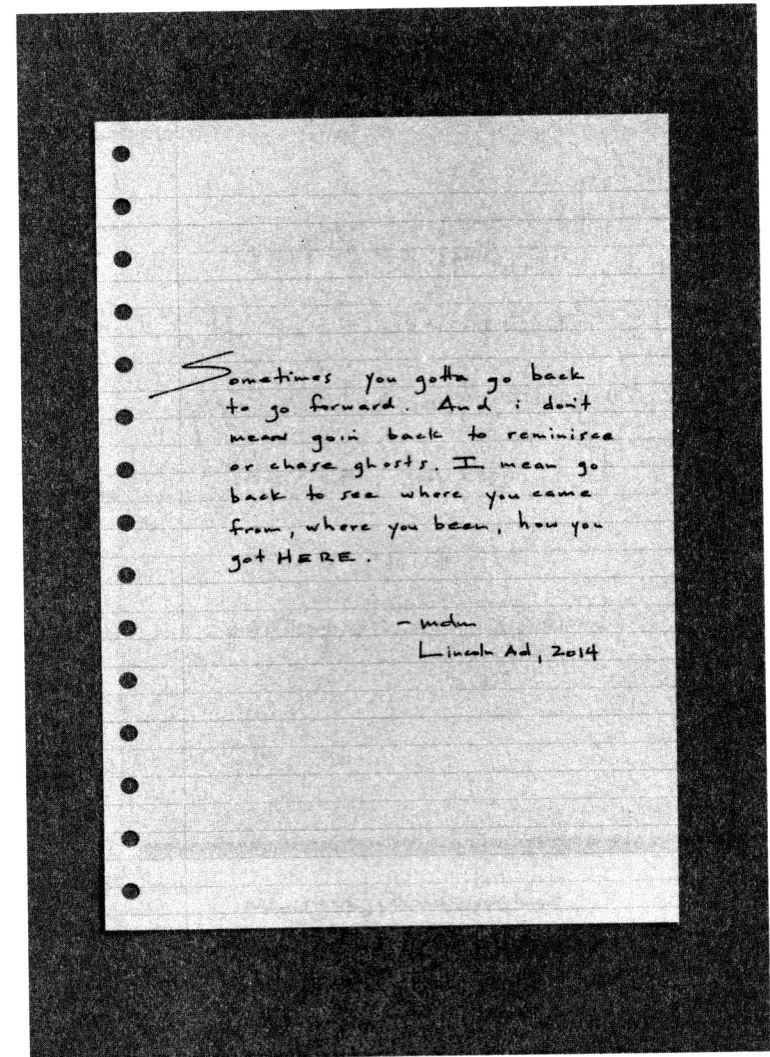 Sometimes you gotta go back
to go forward. And i don't
mean goin back to reminisce
or chase ghosts. I mean go
back to see where you came
from, where you been, how you
got HERE.
- mdm
Lincoln Ad, 2014